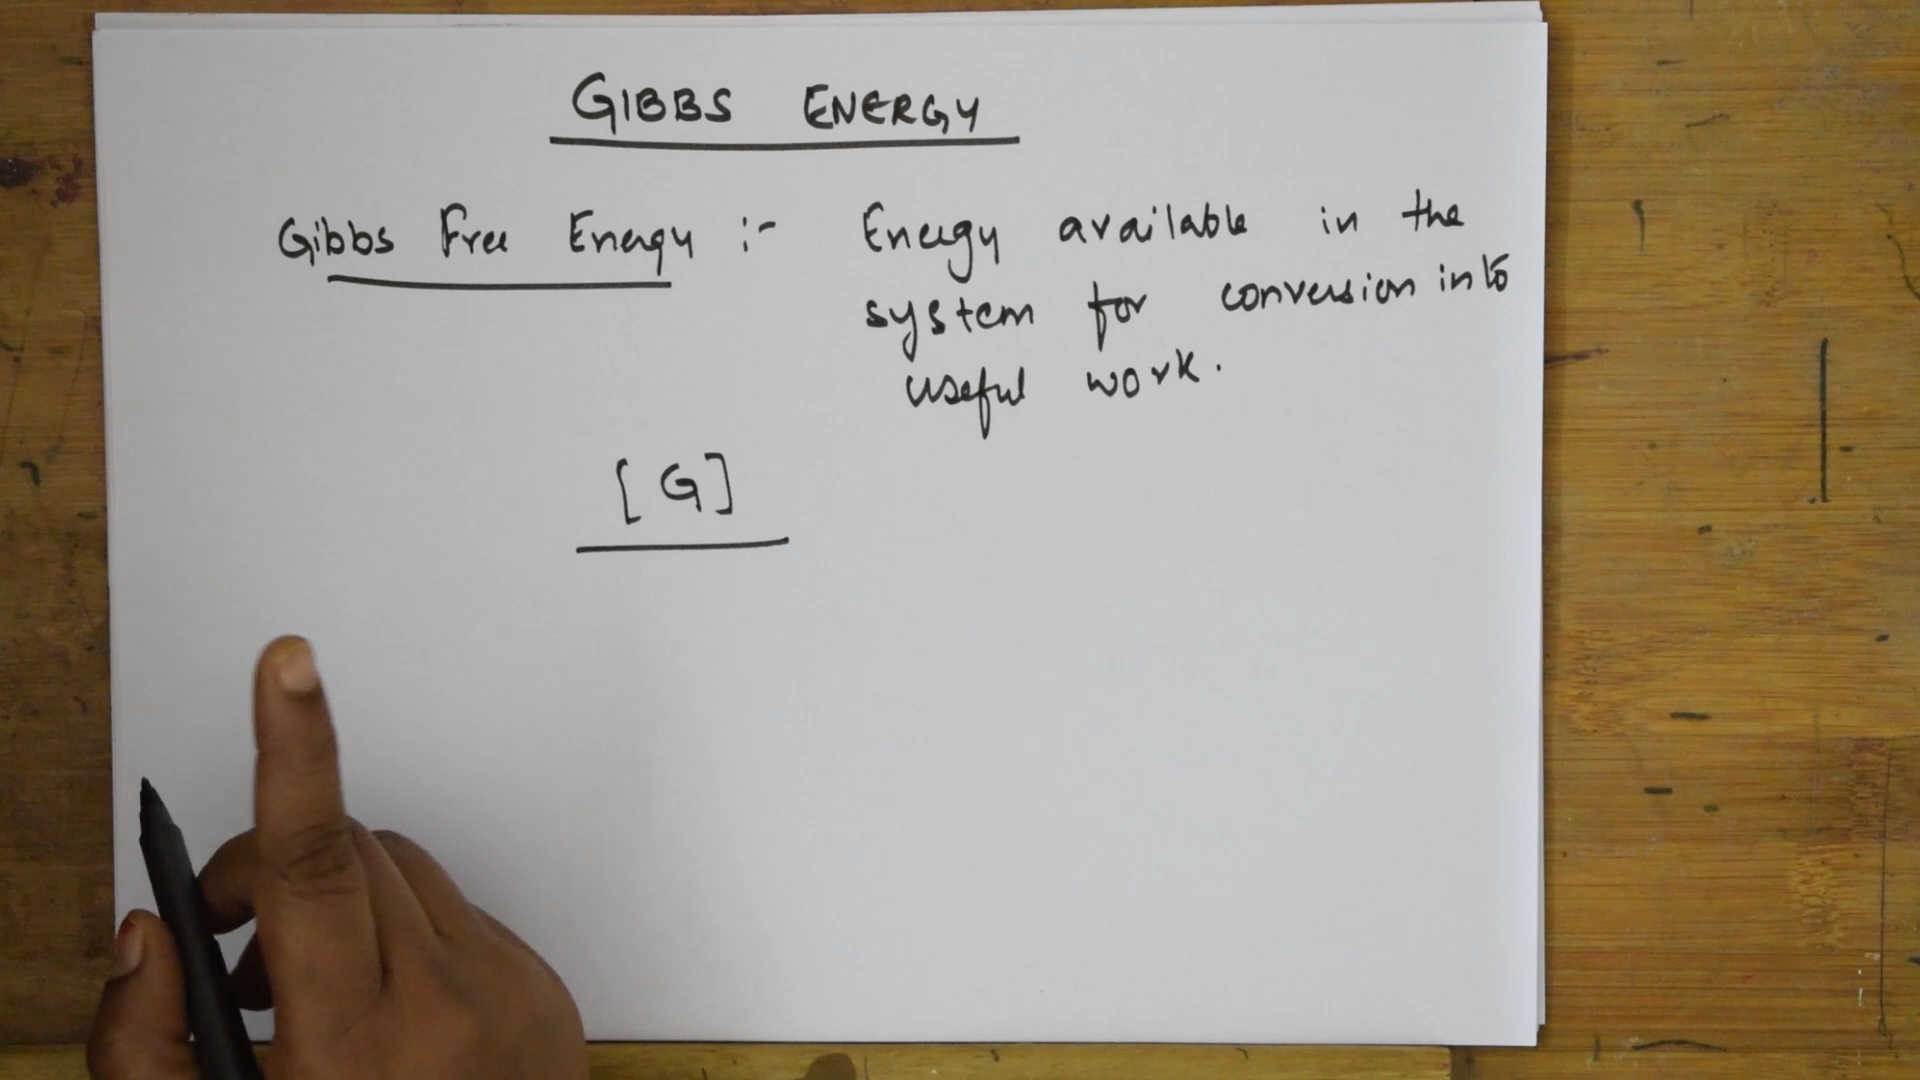 GIBBS ENERGY
Gibbs Free Energy :- Energy available in the
system for conversion into
useful work.
[G]